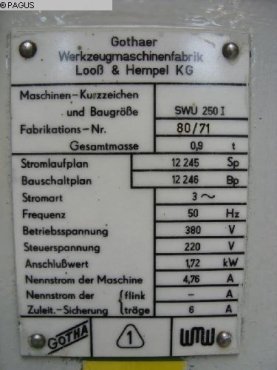 © PAGUS
Gothaer
Werkzeugmaschinenfabrik
Looß & Hempel KG
Maschinen-Kurzzeichen
und Baugröße SWU 250 I
Fabrikations-Nr. 80/71
Gesamtmasse 0,9 t
Stromlaufplan 12 245 Sp
Bauschaltplan 12 246 Bp
Stromart 3 ~
Frequenz 50 Hz
Betriebsspannung 380 V
Steuerspannung 220 V
Anschlußwert 1,72 kW
Nennstrom der Maschine 4,76 A
Nennstrom der { flink – A
Zuleit.-Sicherung { träge 6 A
GOTHA 1 WMW